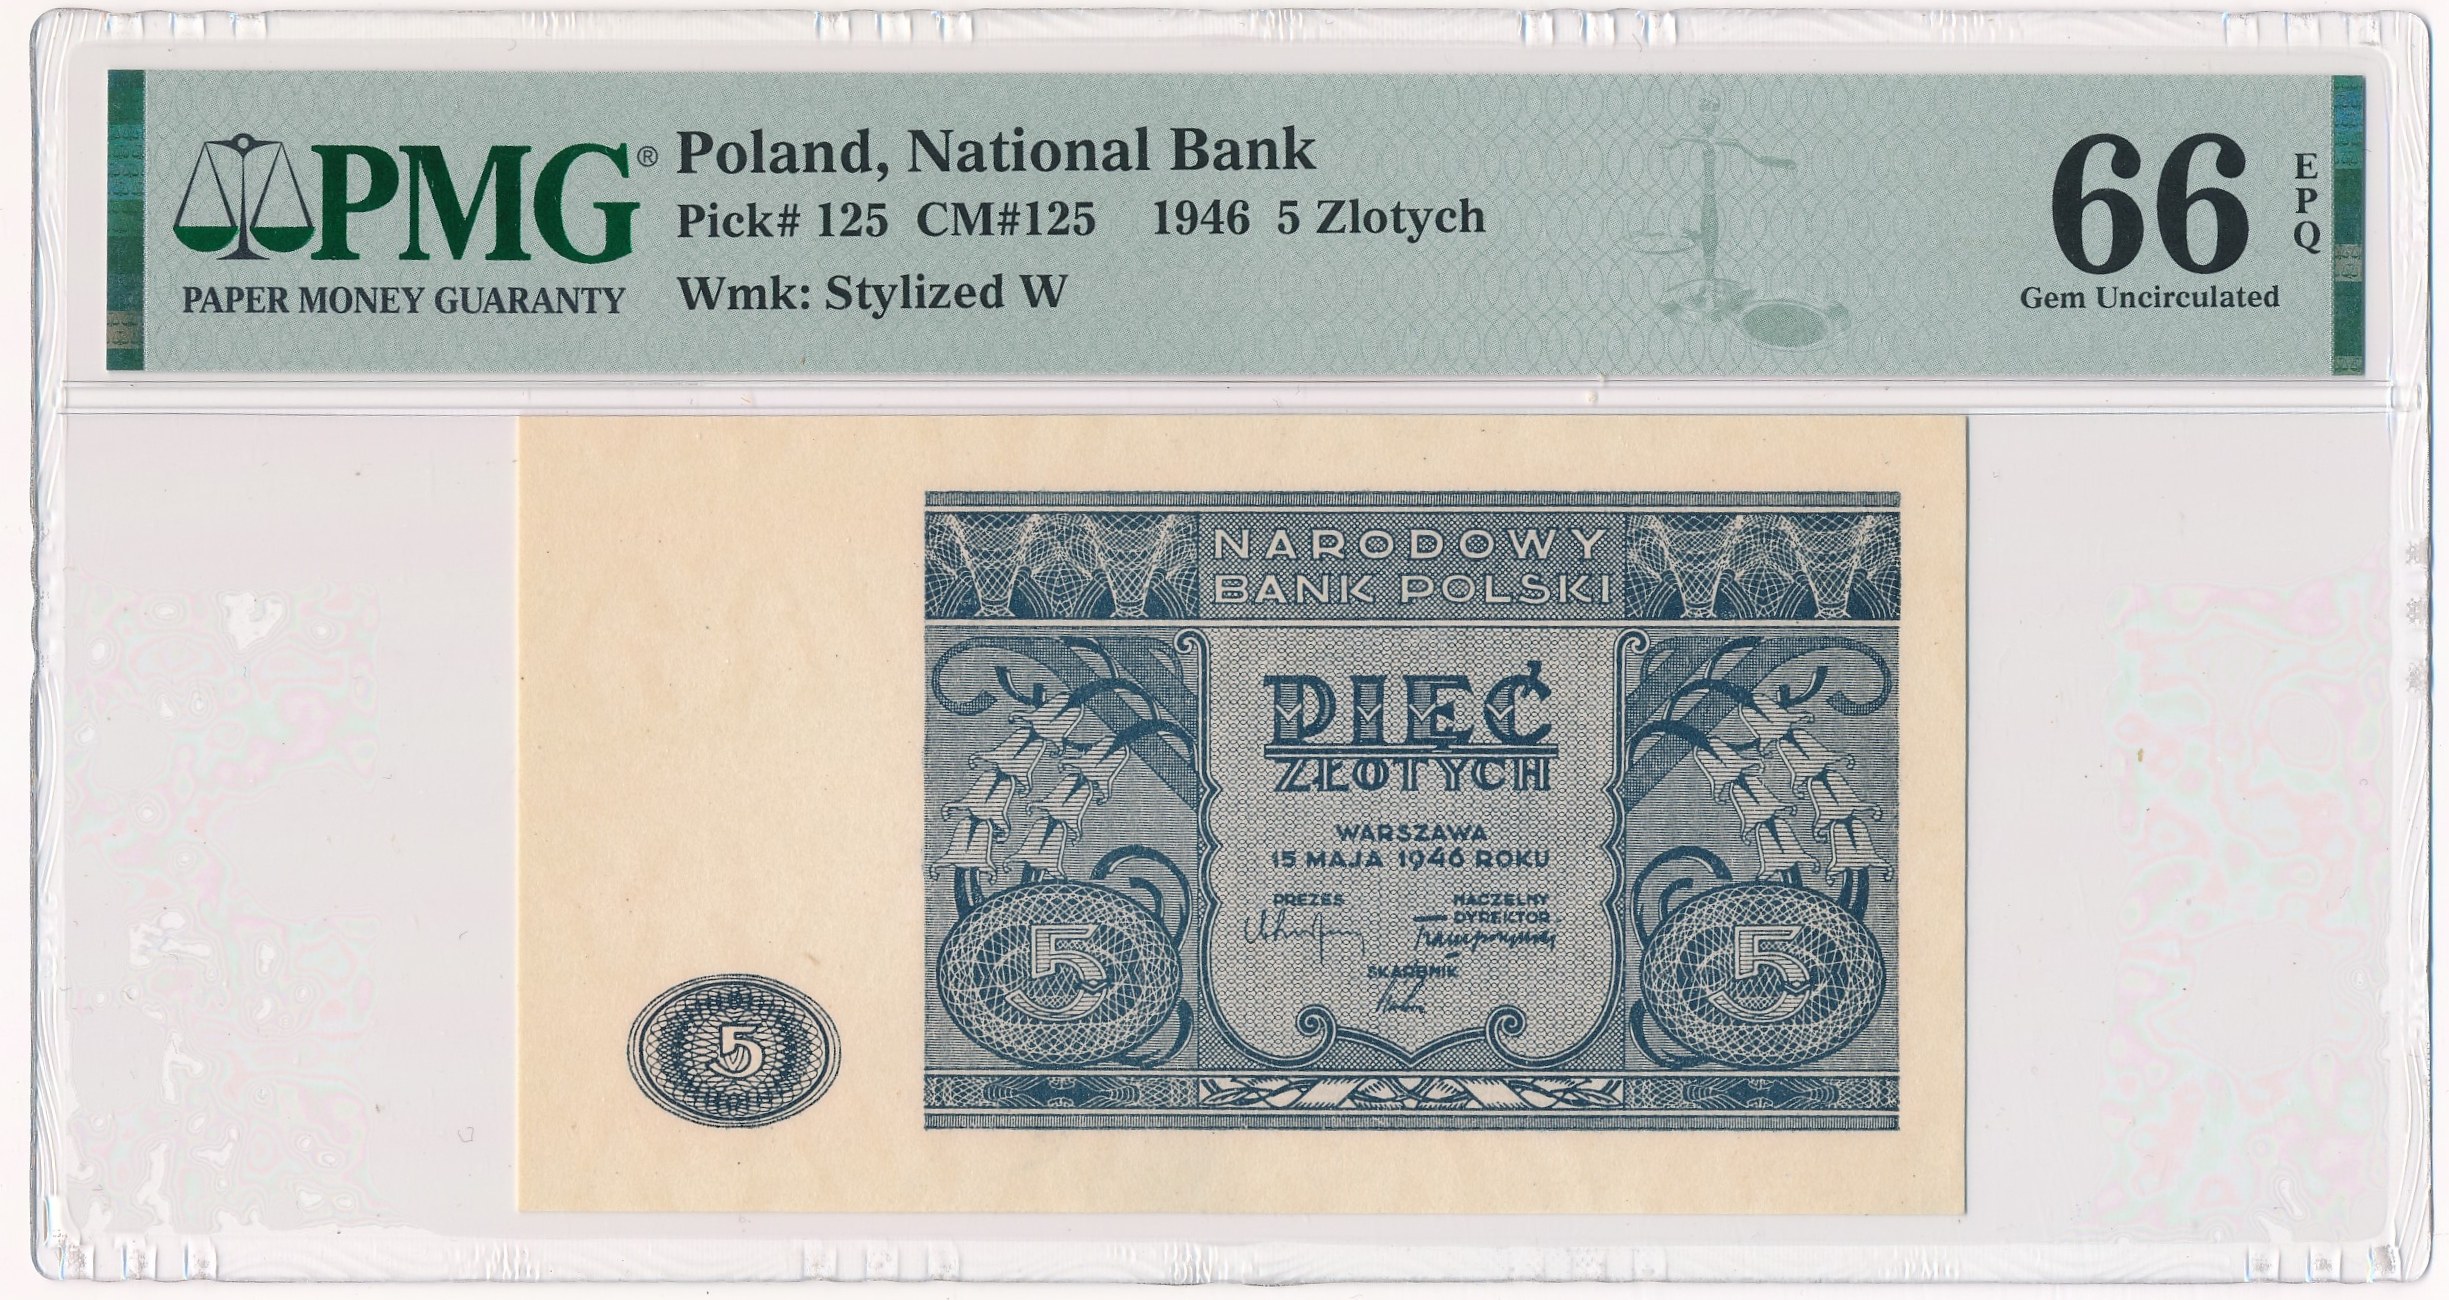 PMG®
PAPER MONEY GUARANTY
Poland, National Bank
Pick# 125 CM#125 1946 5 Zlotych
Wmk: Stylized W
66
EPQ
Gem Uncirculated
NARODOWY
BANK POLSKI
PIĘĆ
ZŁOTYCH
WARSZAWA
15 MAJA 1946 ROKU
PREZES
NACZELNY
DYREKTOR
SKARBNIK
5
5
5